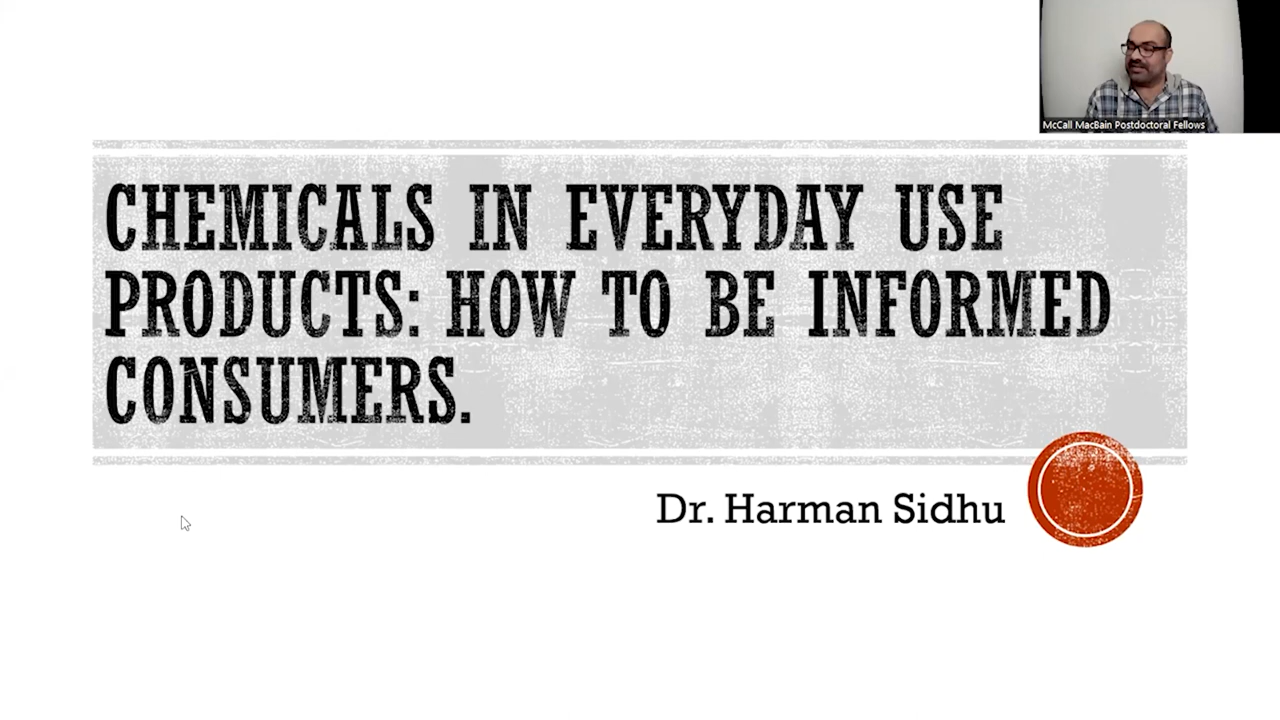 McCall MacBain Postdoctoral Fellows
CHEMICALS IN EVERYDAY USE
PRODUCTS: HOW TO BE INFORMED
CONSUMERS.
Dr. Harman Sidhu